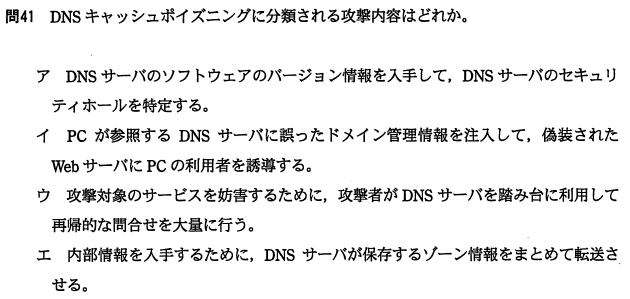 問41 DNS キャッシュポイズニングに分類される攻撃内容はどれか。
ア DNS サーバのソフトウェアのバージョン情報を入手して，DNS サーバのセキュリ
ティホールを特定する。
イ PC が参照する DNS サーバに誤ったドメイン管理情報を注入して，偽装された
Web サーバに PC の利用者を誘導する。
ウ 攻撃対象のサービスを妨害するために，攻撃者が DNS サーバを踏み台に利用して
再帰的な問合せを大量に行う。
エ 内部情報を入手するために，DNS サーバが保存するゾーン情報をまとめて転送さ
せる。